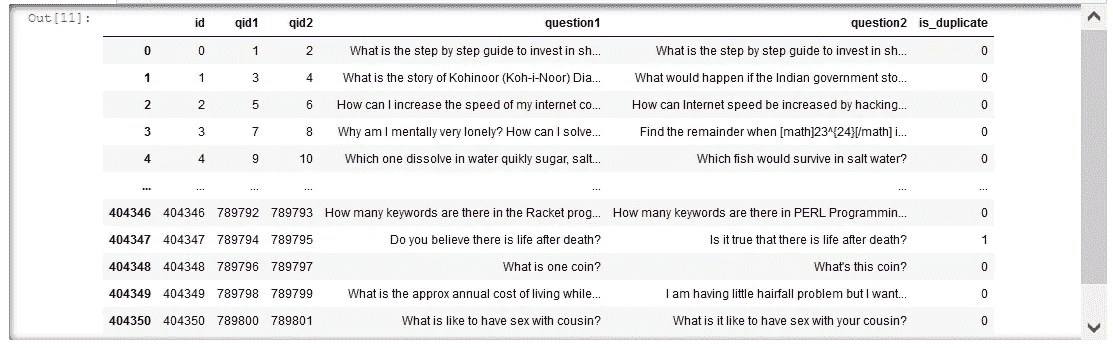 Out[11]:
id qid1 qid2 question1 question2 is_duplicate
0 0 1 2 What is the step by step guide to invest in sh... What is the step by step guide to invest in sh... 0
1 1 3 4 What is the story of Kohinoor (Koh-i-Noor) Dia... What would happen if the Indian government sto... 0
2 2 5 6 How can I increase the speed of my internet co... How can Internet speed be increased by hacking... 0
3 3 7 8 Why am I mentally very lonely? How can I solve... Find the remainder when [math]23^{24}[/math] i... 0
4 4 9 10 Which one dissolve in water quikly sugar, salt... Which fish would survive in salt water? 0
... ... ... ... ... ... ...
404346 404346 789792 789793 How many keywords are there in the Racket prog... How many keywords are there in PERL Programmin... 0
404347 404347 789794 789795 Do you believe there is life after death? Is it true that there is life after death? 1
404348 404348 789796 789797 What is one coin? What's this coin? 0
404349 404349 789798 789799 What is the approx annual cost of living while... I am having little hairfall problem but I want... 0
404350 404350 789800 789801 What is like to have sex with cousin? What is it like to have sex with your cousin? 0